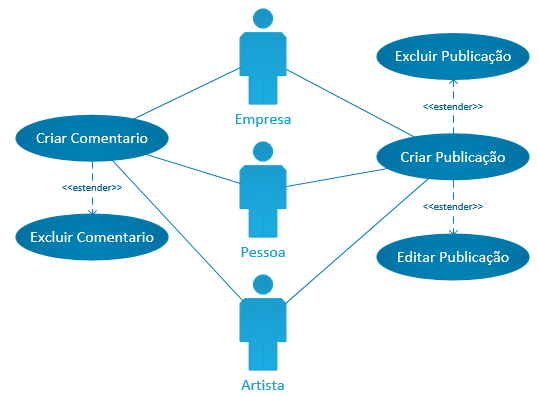 Empresa
Excluir Publicação
<<estender>>
Criar Comentario
Criar Publicação
<<estender>>
<<estender>>
Excluir Comentario
Pessoa
Editar Publicação
Artista